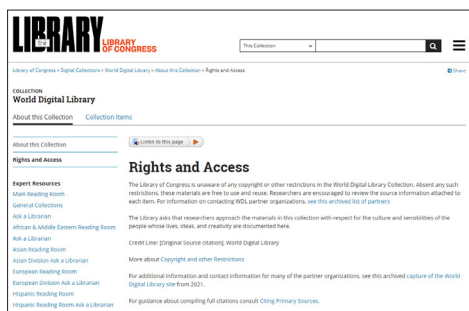 LIBRARY
LIBRARY
OF CONGRESS
This Collection
Library of Congress » Digital Collections » World Digital Library » About this Collection » Rights and Access
Share
COLLECTION
World Digital Library
About this Collection
Collection Items
About this Collection
Rights and Access
Expert Resources
Main Reading Room
General Collections
Ask a Librarian
African & Middle Eastern Reading Room
Ask a Librarian
Asian Reading Room
Asian Division Ask a Librarian
European Reading Room
European Division Ask a Librarian
Hispanic Reading Room
Hispanic Reading Room Ask a Librarian
Listen to this page
Rights and Access
The Library of Congress is unaware of any copyright or other restrictions in the World Digital Library Collection. Absent any such
restrictions, these materials are free to use and reuse. Researchers are encouraged to review the source information attached to
each item. For information on contacting WDL partner organizations, see this archived list of partners
The Library asks that researchers approach the materials in this collection with respect for the culture and sensibilities of the
people whose lives, ideas, and creativity are documented here.
Credit Line: [Original Source citation], World Digital Library
More about Copyright and other Restrictions
For additional information and contact information for many of the partner organizations, see this archived capture of the World
Digital Library site from 2021.
For guidance about compiling full citations consult Citing Primary Sources.